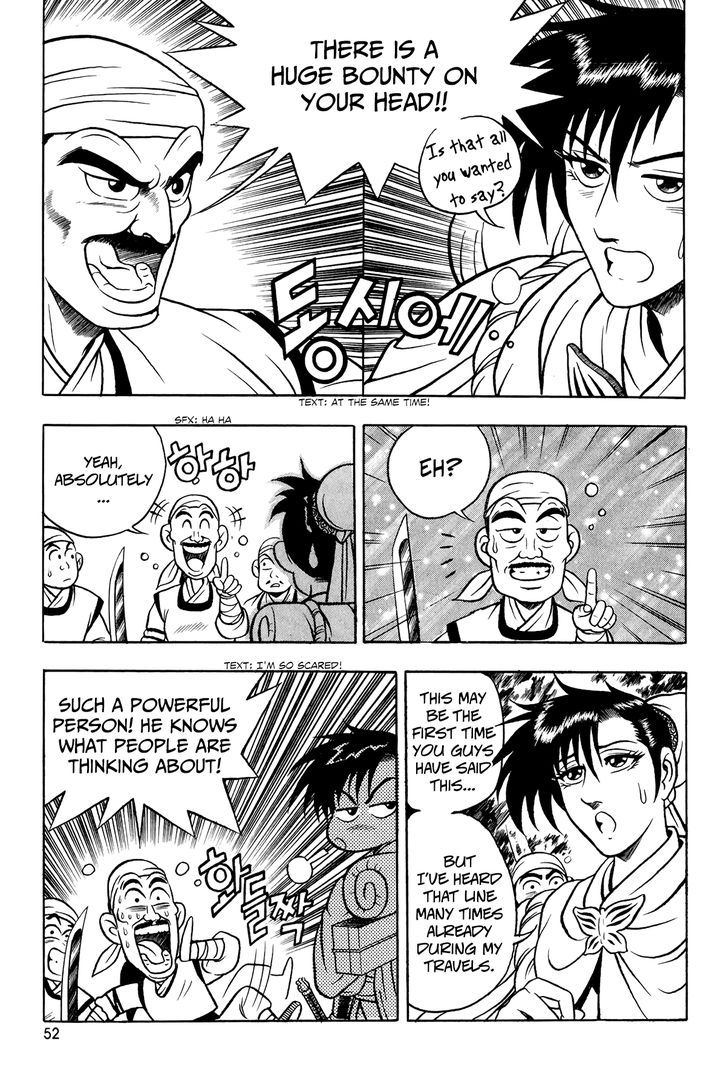 THERE IS A
HUGE BOUNTY ON
YOUR HEAD!!
Is that all
you wanted
to say?
동시에
TEXT: AT THE SAME TIME!
SFX: HA HA
YEAH,
ABSOLUTELY
...
하하
EH?
TEXT: I'M SO SCARED!
SUCH A POWERFUL
PERSON! HE KNOWS
WHAT PEOPLE ARE
THINKING ABOUT!
화들짝
THIS MAY
BE THE
FIRST TIME
YOU GUYS
HAVE SAID
THIS...
BUT
I'VE HEARD
THAT LINE
MANY TIMES
ALREADY
DURING MY
TRAVELS.
52